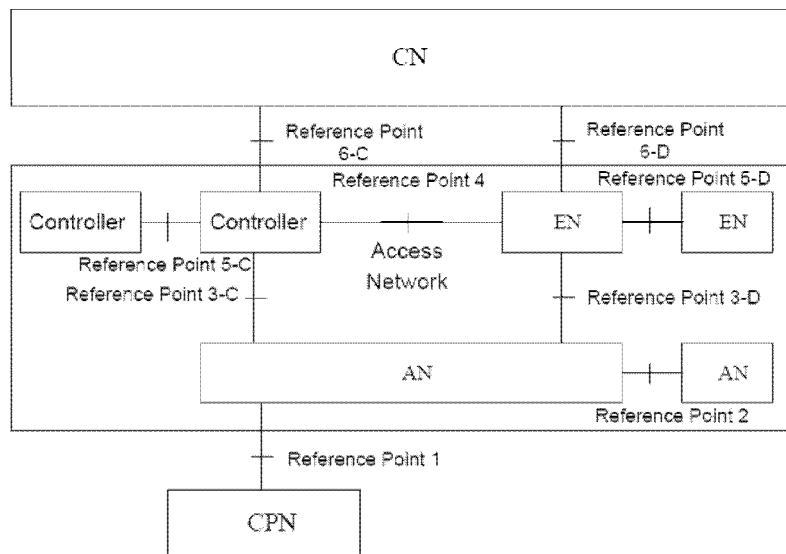 CN
Reference Point
6-C
Reference Point
6-D
Reference Point 4
Reference Point 5-D
Controller
Controller
EN
EN
Access
Network
Reference Point 5-C
Reference Point 3-C
Reference Point 3-D
AN
AN
Reference Point 2
Reference Point 1
CPN